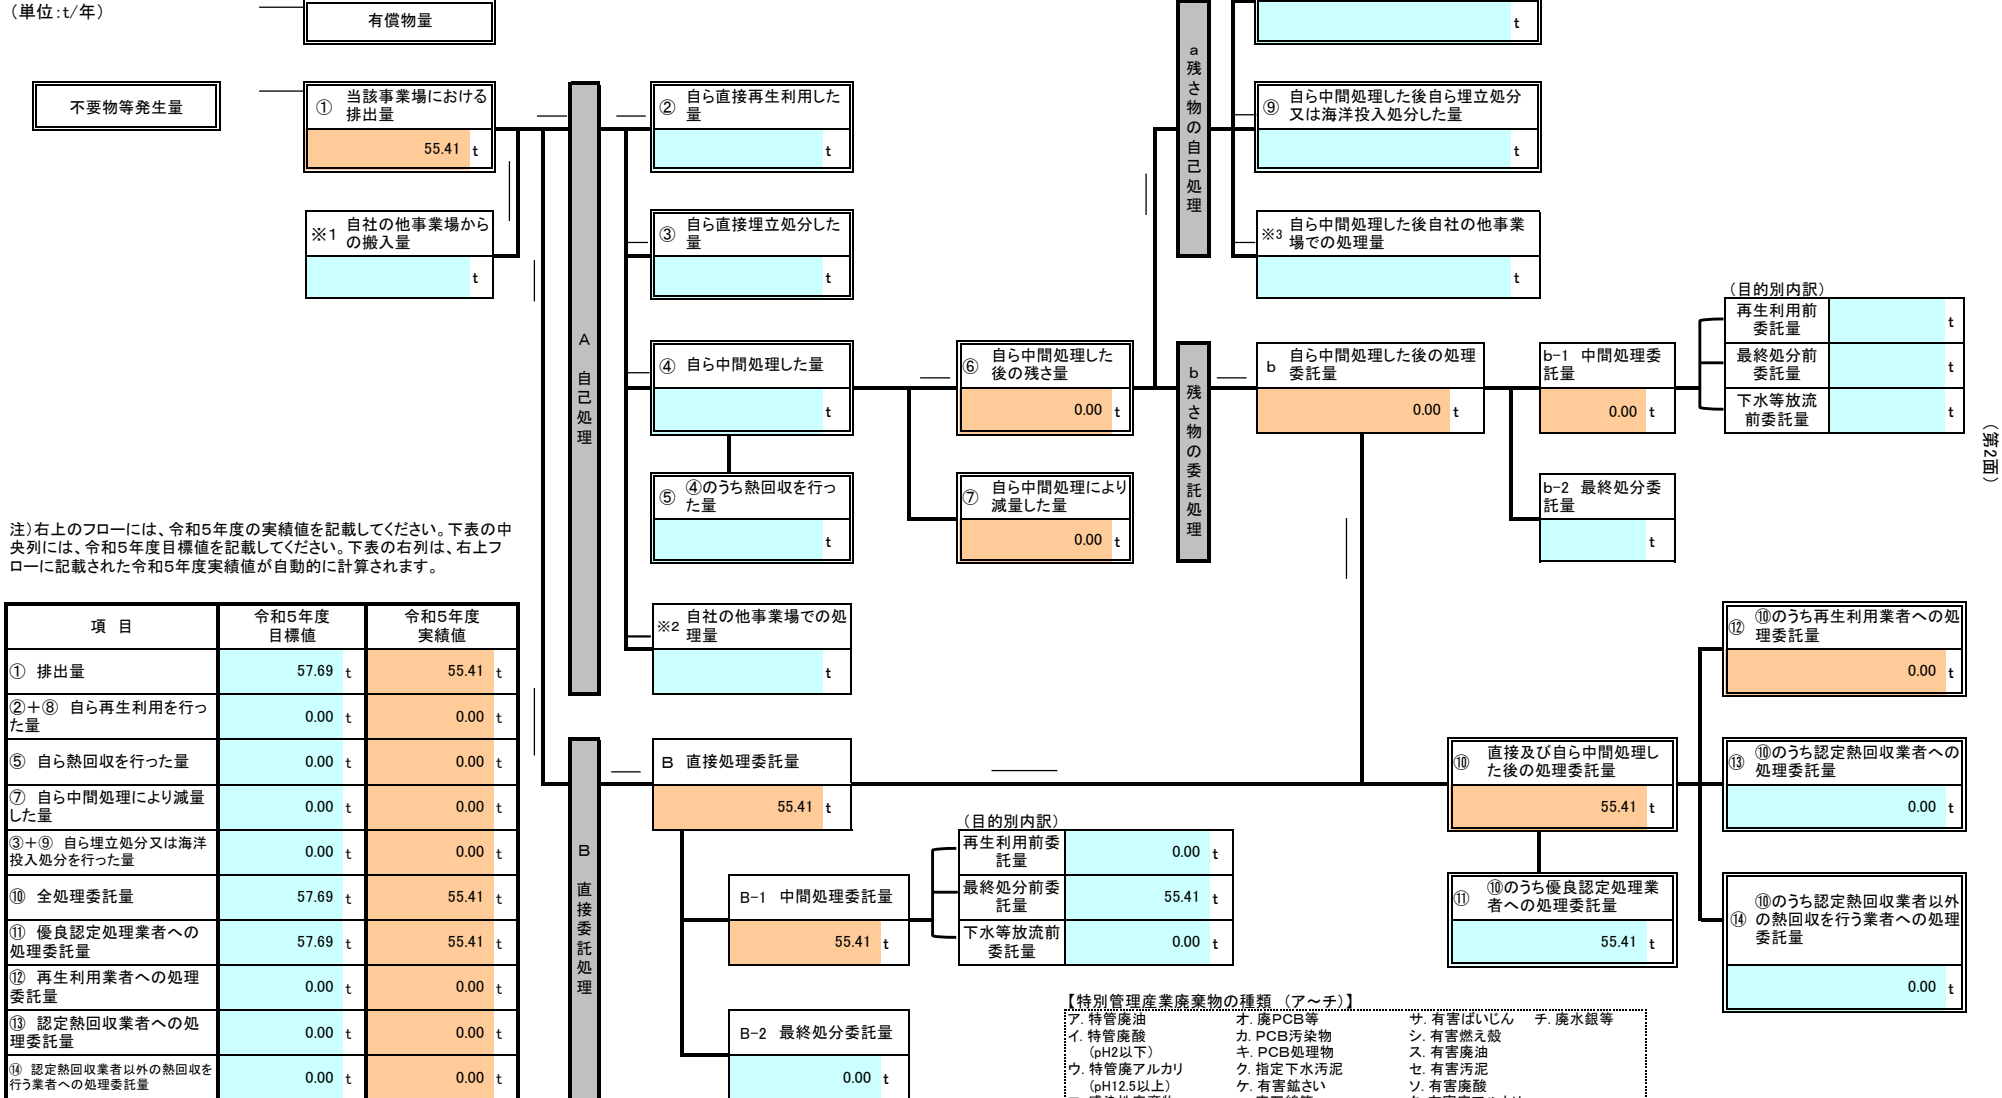 （単位:t/年）
有償物量
t
不要物等発生量
① 当該事業場における
排出量
55.41 t
※1 自社の他事業場から
の搬入量
t
A 自己処理
② 自ら直接再生利用した
量
t
③ 自ら直接埋立処分した
量
t
④ 自ら中間処理した量
t
⑤ ④のうち熱回収を行っ
た量
t
※2 自社の他事業場での処
理量
t
⑥ 自ら中間処理した
後の残さ量
0.00 t
⑦ 自ら中間処理により
減量した量
0.00 t
a 残さ物の自己処理
⑨ 自ら中間処理した後自ら埋立処分
又は海洋投入処分した量
t
※3 自ら中間処理した後自社の他事業
場での処理量
t
b 残さ物の委託処理
b 自ら中間処理した後の処理
委託量
0.00 t
b-1 中間処理委
託量
0.00 t
b-2 最終処分委
託量
t
（目的別内訳）
再生利用前
委託量
t
最終処分前
委託量
t
下水等放流
前委託量
t
（第2面）
注）右上のフローには、令和5年度の実績値を記載してください。下表の中
央列には、令和5年度目標値を記載してください。下表の右列は、右上フ
ローに記載された令和5年度実績値が自動的に計算されます。
項 目
令和5年度
目標値
令和5年度
実績値
① 排出量 57.69 t 55.41 t
②＋⑧ 自ら再生利用を行っ
た量 0.00 t 0.00 t
⑤ 自ら熱回収を行った量 0.00 t 0.00 t
⑦ 自ら中間処理により減量
した量 0.00 t 0.00 t
③＋⑨ 自ら埋立処分又は海洋
投入処分を行った量 0.00 t 0.00 t
⑩ 全処理委託量 57.69 t 55.41 t
⑪ 優良認定処理業者への
処理委託量 57.69 t 55.41 t
⑫ 再生利用業者への処理
委託量 0.00 t 0.00 t
⑬ 認定熱回収業者への処
理委託量 0.00 t 0.00 t
⑭ 認定熱回収業者以外の熱回収を
行う業者への処理委託量 0.00 t 0.00 t
B 直接委託処理
B 直接処理委託量
55.41 t
B-1 中間処理委託量
55.41 t
B-2 最終処分委託量
0.00 t
（目的別内訳）
再生利用前委
託量
0.00 t
最終処分前委
託量
55.41 t
下水等放流前
委託量
0.00 t
⑩ 直接及び自ら中間処理し
た後の処理委託量
55.41 t
⑪ ⑩のうち優良認定処理業
者への処理委託量
55.41 t
⑫ ⑩のうち再生利用業者への処
理委託量
0.00 t
⑬ ⑩のうち認定熱回収業者への
処理委託量
0.00 t
⑭ ⑩のうち認定熱回収業者以外
の熱回収を行う業者への処理
委託量
0.00 t
【特別管理産業廃棄物の種類 （ア～チ）】
ア. 特管廃油 オ. 廃PCB等 サ. 有害ばいじん チ. 廃水銀等
イ. 特管廃酸 カ. PCB汚染物 シ. 有害燃え殻
（pH2以下） キ. PCB処理物 ス. 有害廃油
ウ. 特管廃アルカリ ク. 指定下水汚泥 セ. 有害汚泥
（pH12.5以上） ケ. 有害鉱さい ソ. 有害廃酸